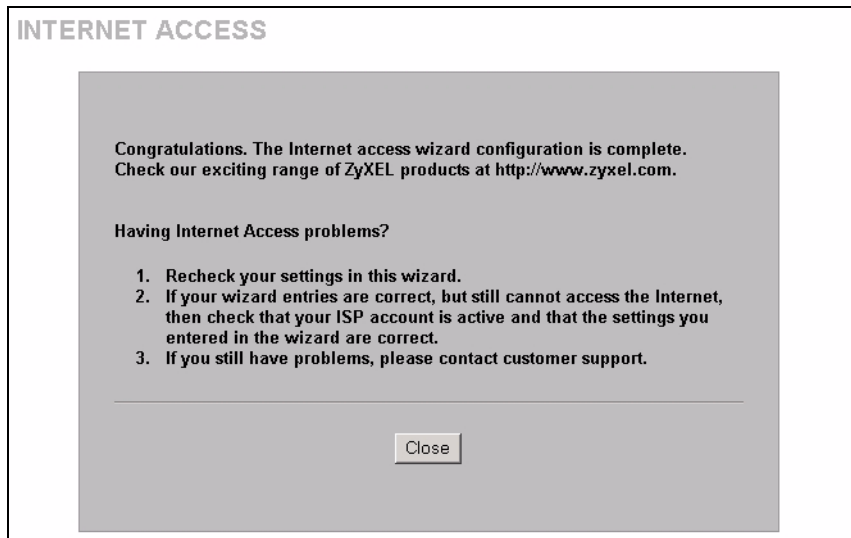 INTERNET ACCESS
Congratulations. The Internet access wizard configuration is complete.
Check our exciting range of ZyXEL products at http://www.zyxel.com.
Having Internet Access problems?
1. Recheck your settings in this wizard.
2. If your wizard entries are correct, but still cannot access the Internet,
then check that your ISP account is active and that the settings you
entered in the wizard are correct.
3. If you still have problems, please contact customer support.
Close